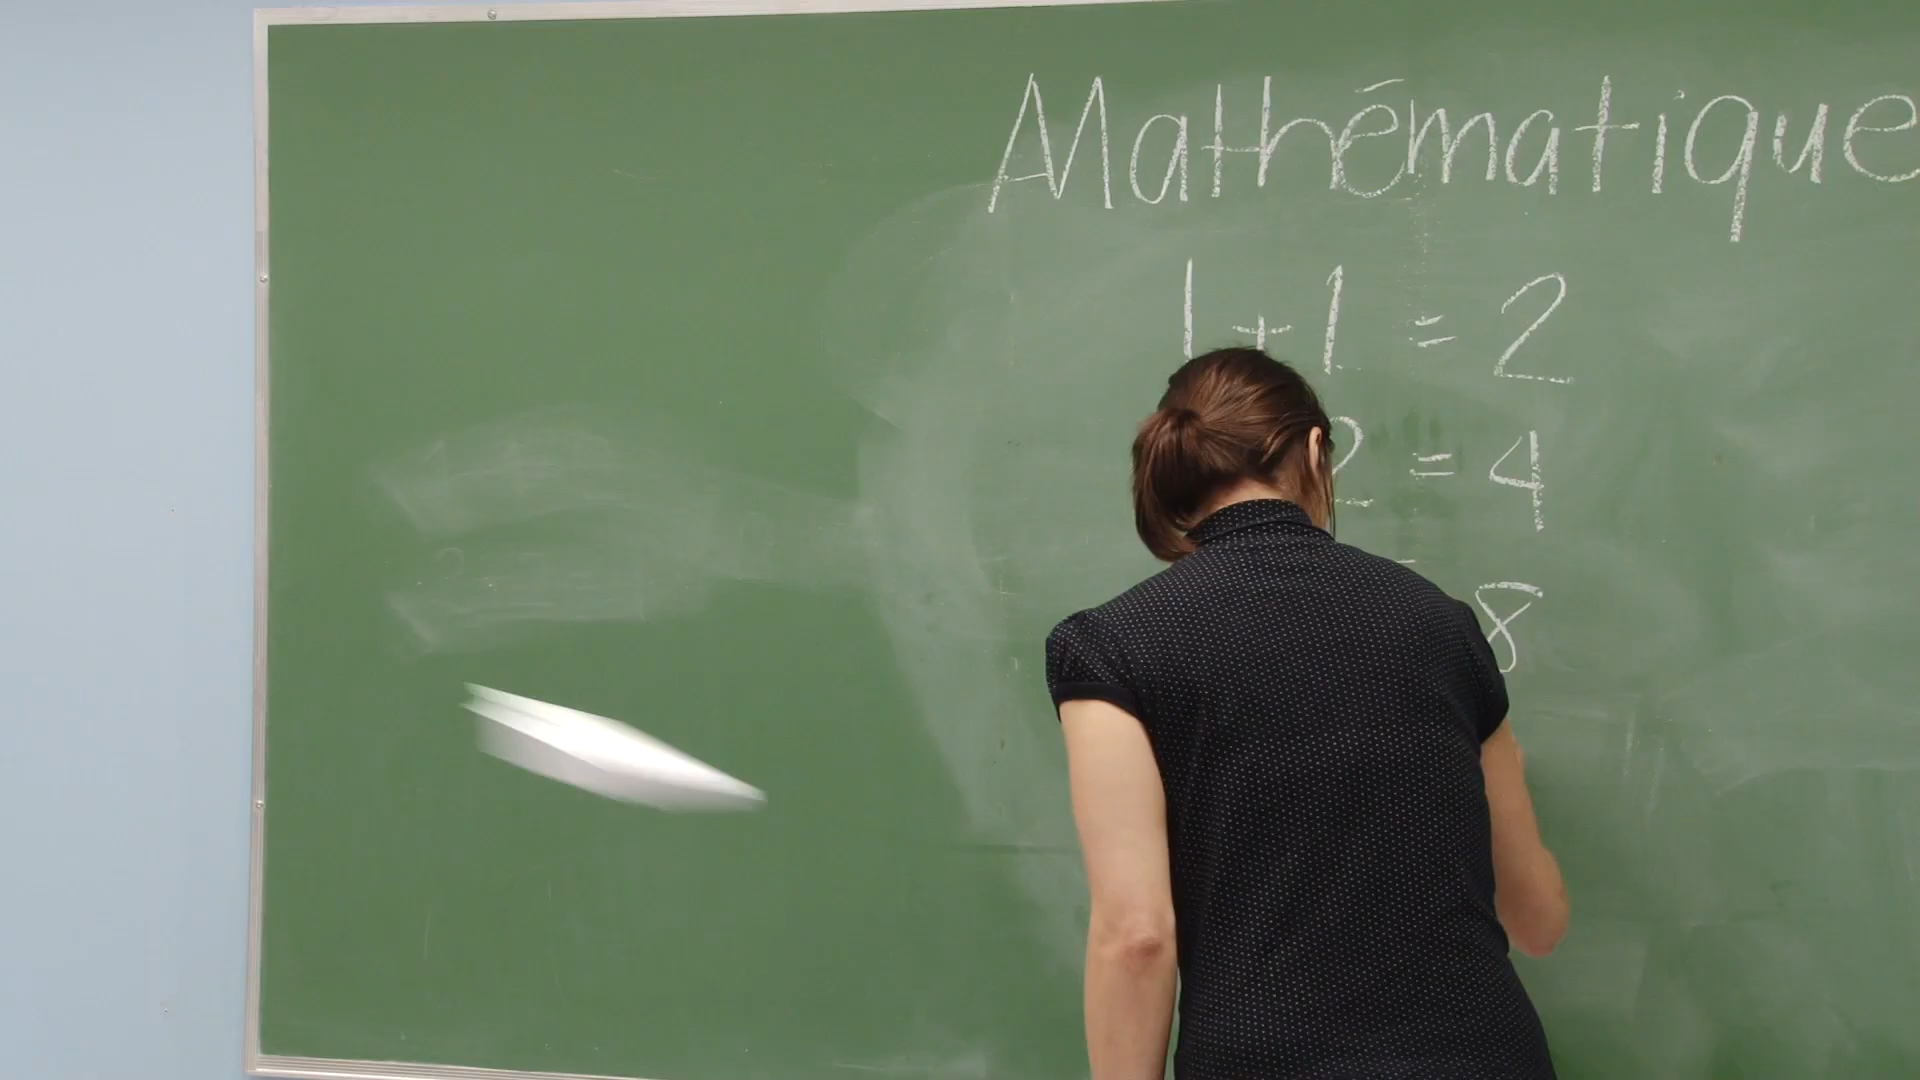 Mathématique
1 + 1 = 2
2 = 4
8